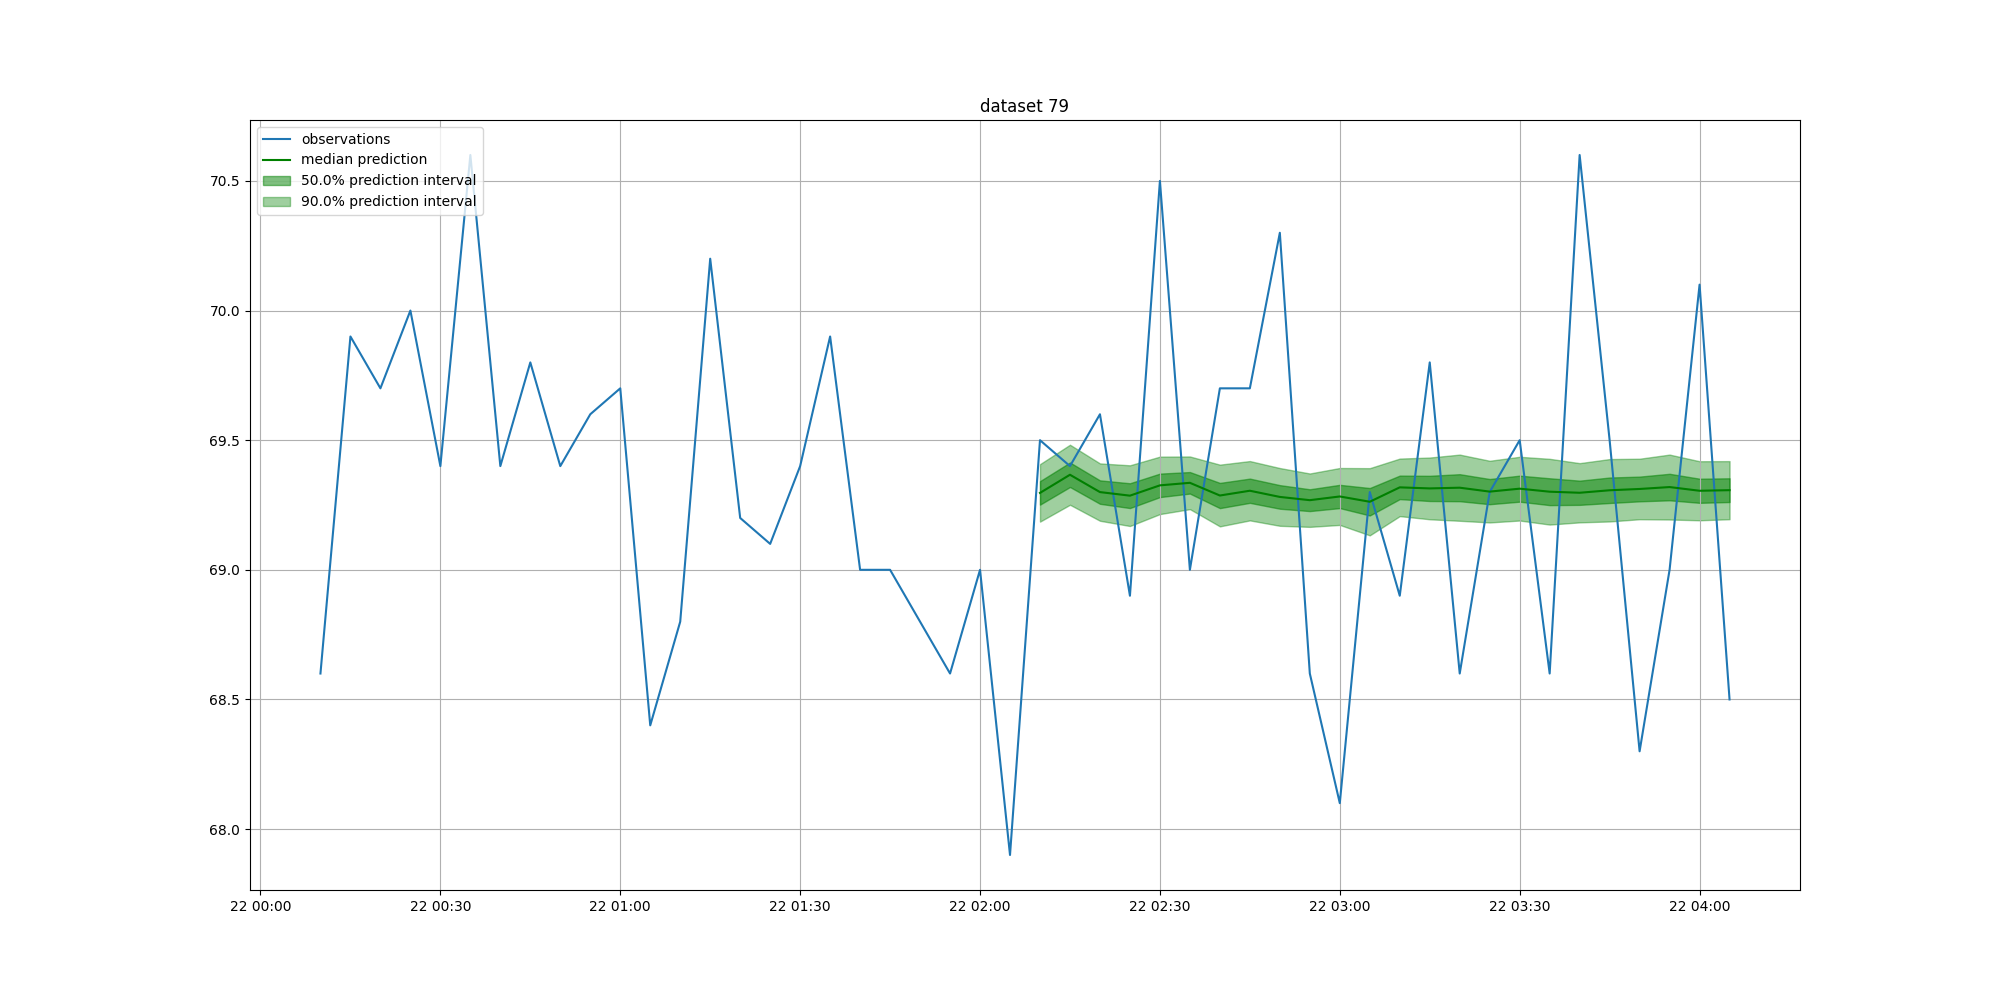 dataset 79
observations
median prediction
50.0% prediction interval
90.0% prediction interval
70.5
70.0
69.5
69.0
68.5
68.0
22 00:00 22 00:30 22 01:00 22 01:30 22 02:00 22 02:30 22 03:00 22 03:30 22 04:00